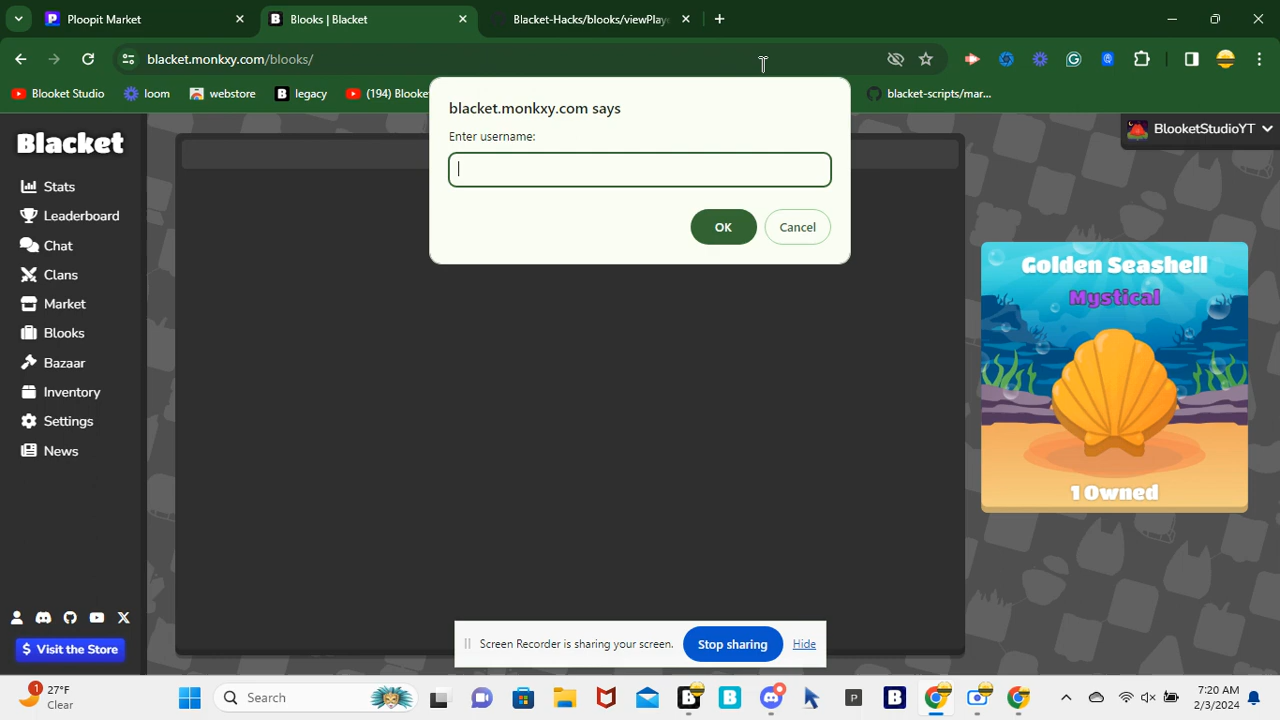 Ploopit Market
Blooks | Blacket
Blacket-Hacks/blooks/viewPlaye
blacket.monkxy.com/blooks/
Blooket Studio
loom
webstore
legacy
(194) Blooke
blacket-scripts/mar...
blacket.monkxy.com says
Enter username:
OK
Cancel
Blacket
Stats
Leaderboard
Chat
Clans
Market
Blooks
Bazaar
Inventory
Settings
News
$ Visit the Store
BlooketStudioYT
Golden Seashell
Mystical
1 Owned
Screen Recorder is sharing your screen.
Stop sharing
Hide
1
27°F
Clear
Search
7:20 AM
2/3/2024